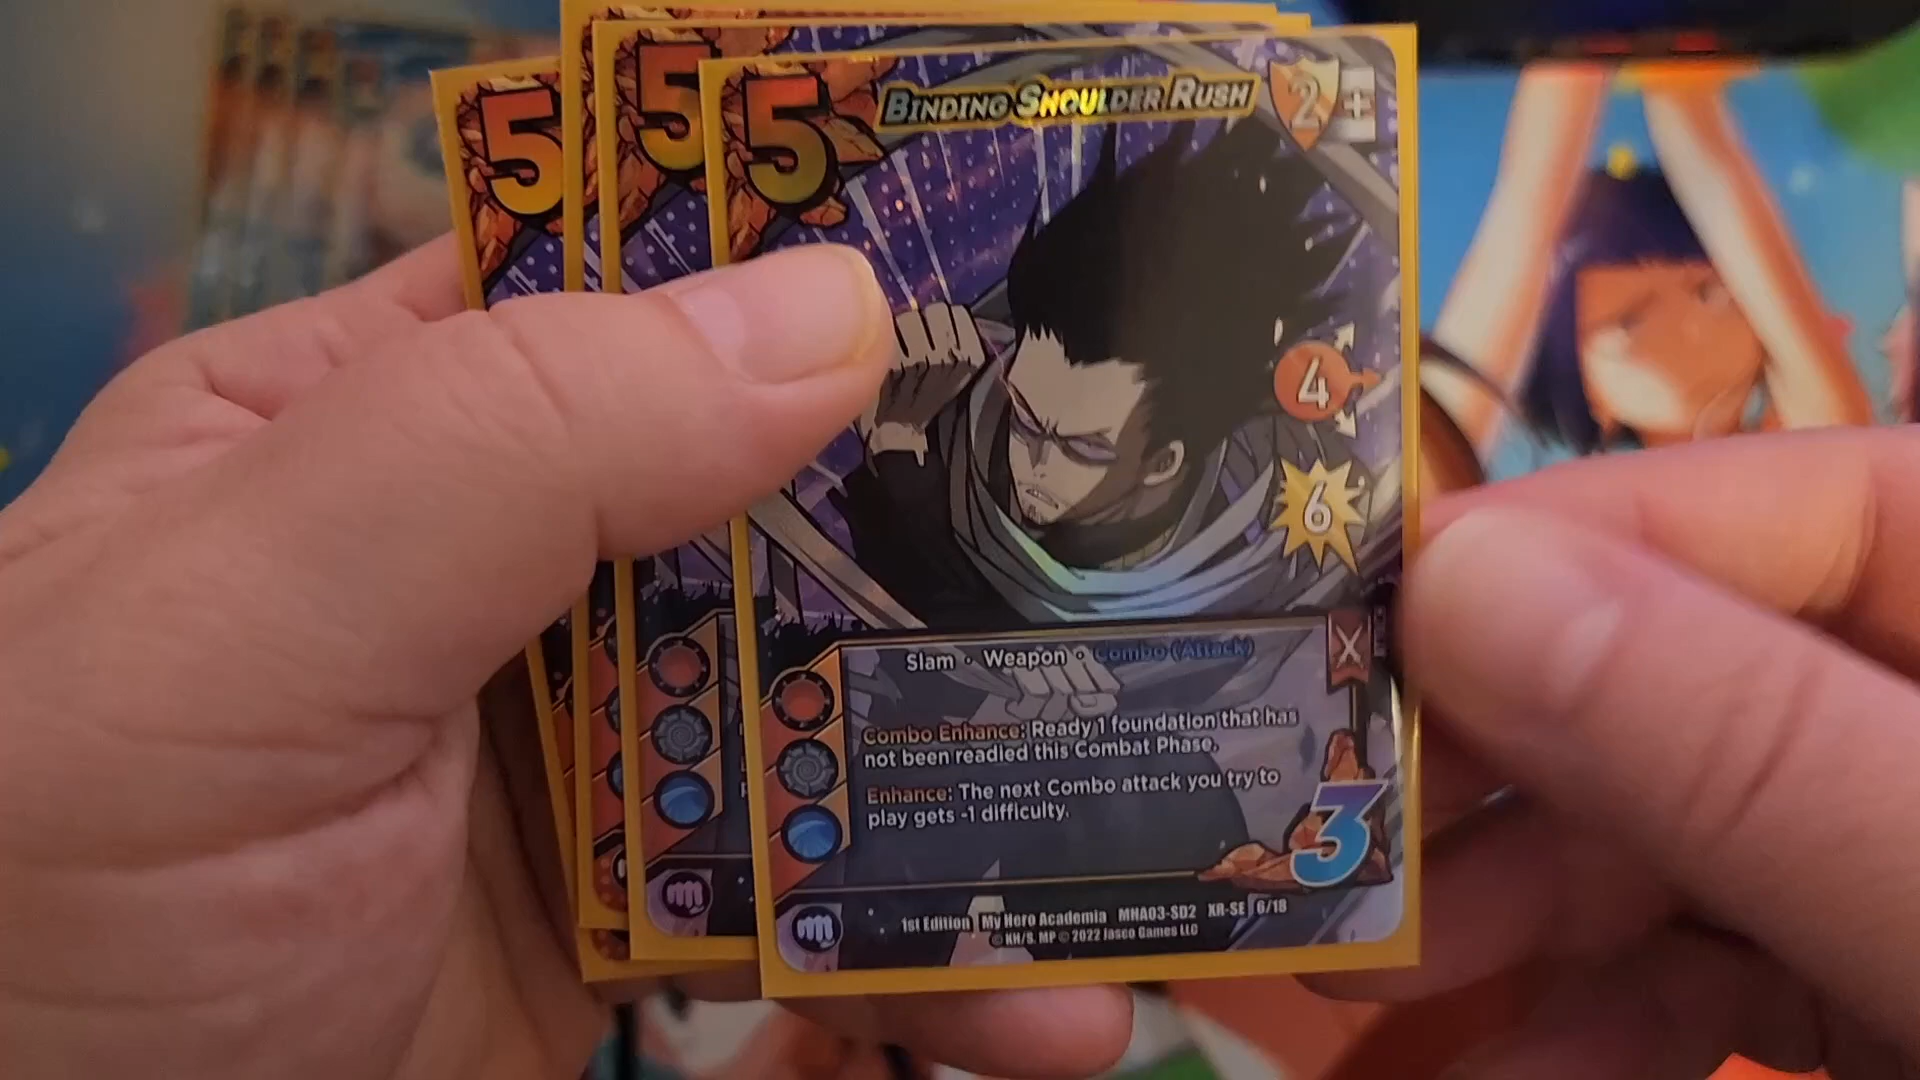 5
5
5
BINDING SHOULDER RUSH
2
+
4
6
Slam · Weapon · Combo (Attack)
Combo Enhance: Ready 1 foundation that has
not been readied this Combat Phase.
Enhance: The next Combo attack you try to
play gets -1 difficulty.
3
1st Edition My Hero Academia MHA03-SD2 XR-SE 6/18
© KH/S, MP © 2022 Jasco Games LLC